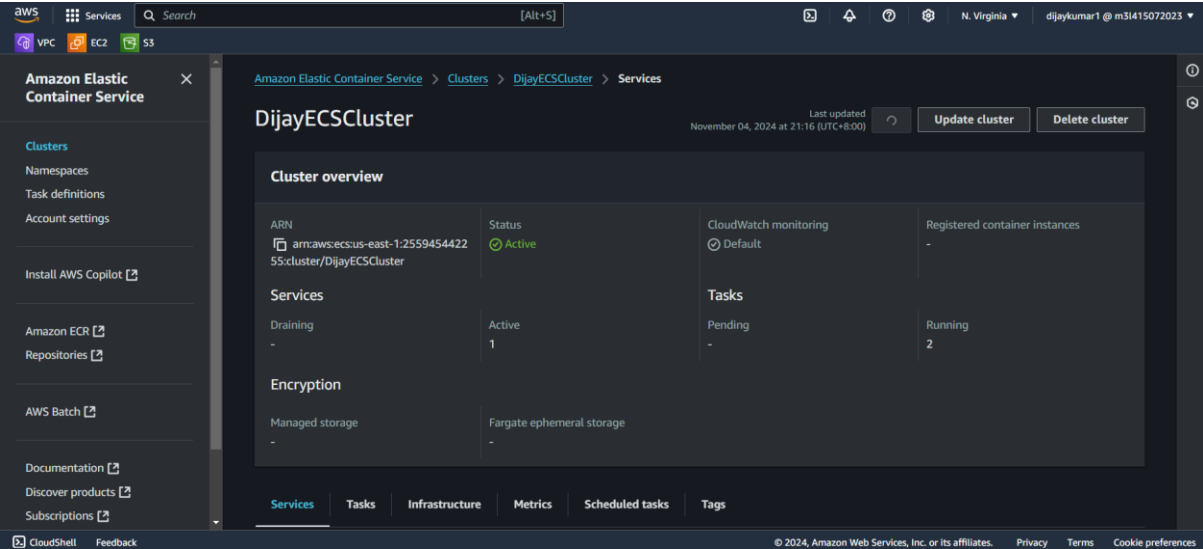 aws
Services
Search
[Alt+S]
N. Virginia
dijaykumar1 @ m3l415072023
VPC
EC2
S3
Amazon Elastic
Container Service
Clusters
Namespaces
Task definitions
Account settings
Install AWS Copilot
Amazon ECR
Repositories
AWS Batch
Documentation
Discover products
Subscriptions
Amazon Elastic Container Service > Clusters > DijayECSCluster > Services
DijayECSCluster
Last updated
November 04, 2024 at 21:16 (UTC+8:00)
Update cluster
Delete cluster
Cluster overview
ARN
arn:aws:ecs:us-east-1:2559454422
55:cluster/DijayECSCluster
Status
Active
CloudWatch monitoring
Default
Registered container instances
-
Services
Draining
-
Active
1
Tasks
Pending
-
Running
2
Encryption
Managed storage
-
Fargate ephemeral storage
-
Services
Tasks
Infrastructure
Metrics
Scheduled tasks
Tags
CloudShell
Feedback
© 2024, Amazon Web Services, Inc. or its affiliates.
Privacy
Terms
Cookie preferences